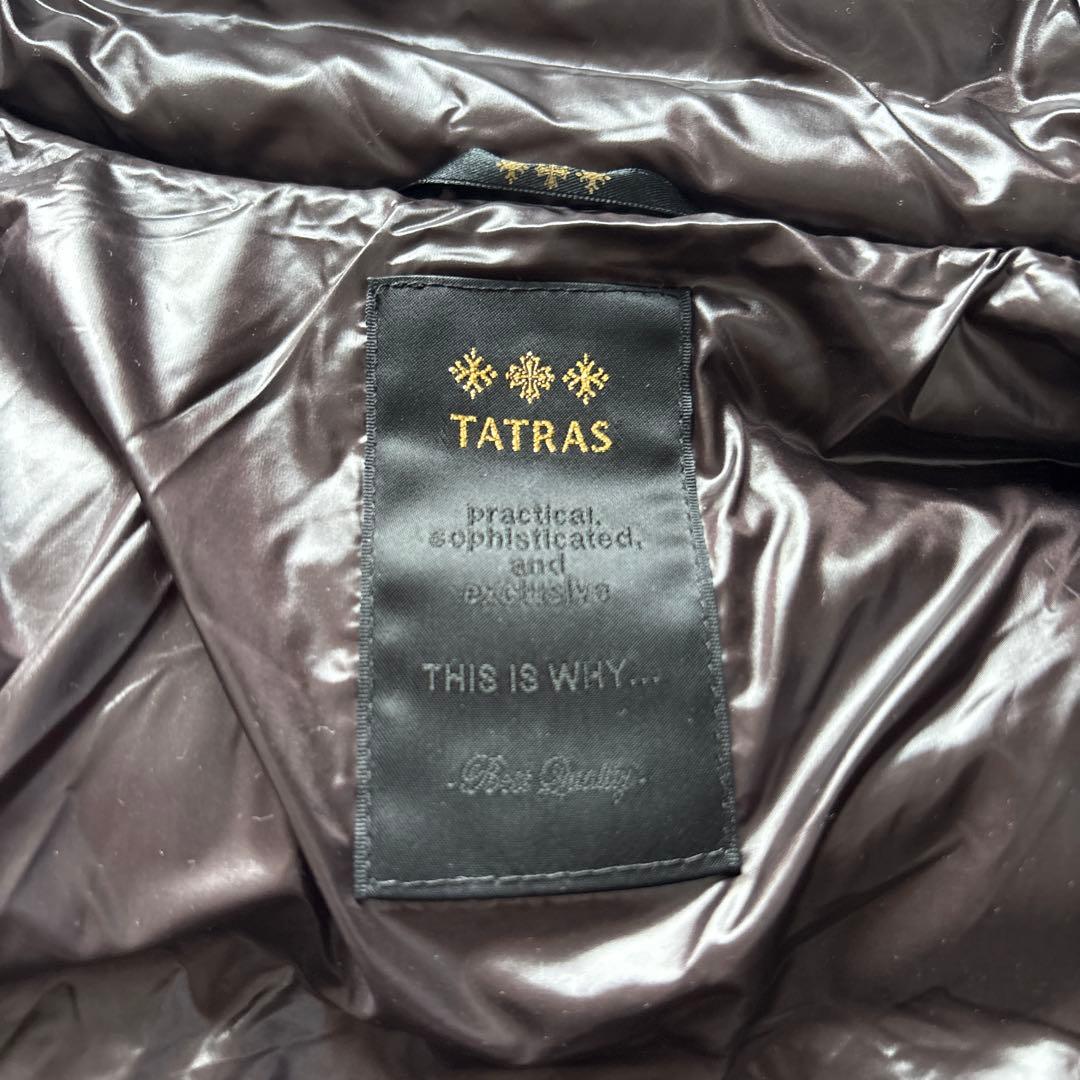 TATRAS
practical,
sophisticated,
and
exclusive
THIS IS WHY...
Best Quality